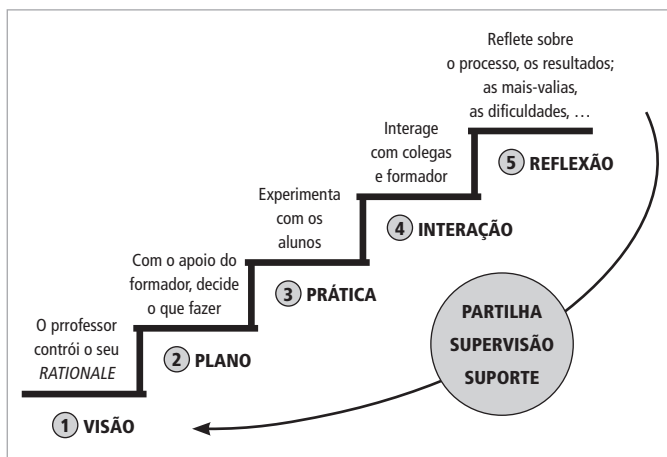 Reflete sobre
o processo, os resultados;
as mais-valias,
as dificuldades, …
5 REFLEXÃO
Interage
com colegas
e formador
4 INTERAÇÃO
Experimenta
com os
alunos
3 PRÁTICA
Com o apoio do
formador, decide
o que fazer
2 PLANO
O prrofessor
contrói o seu
RATIONALE
1 VISÃO
PARTILHA
SUPERVISÃO
SUPORTE